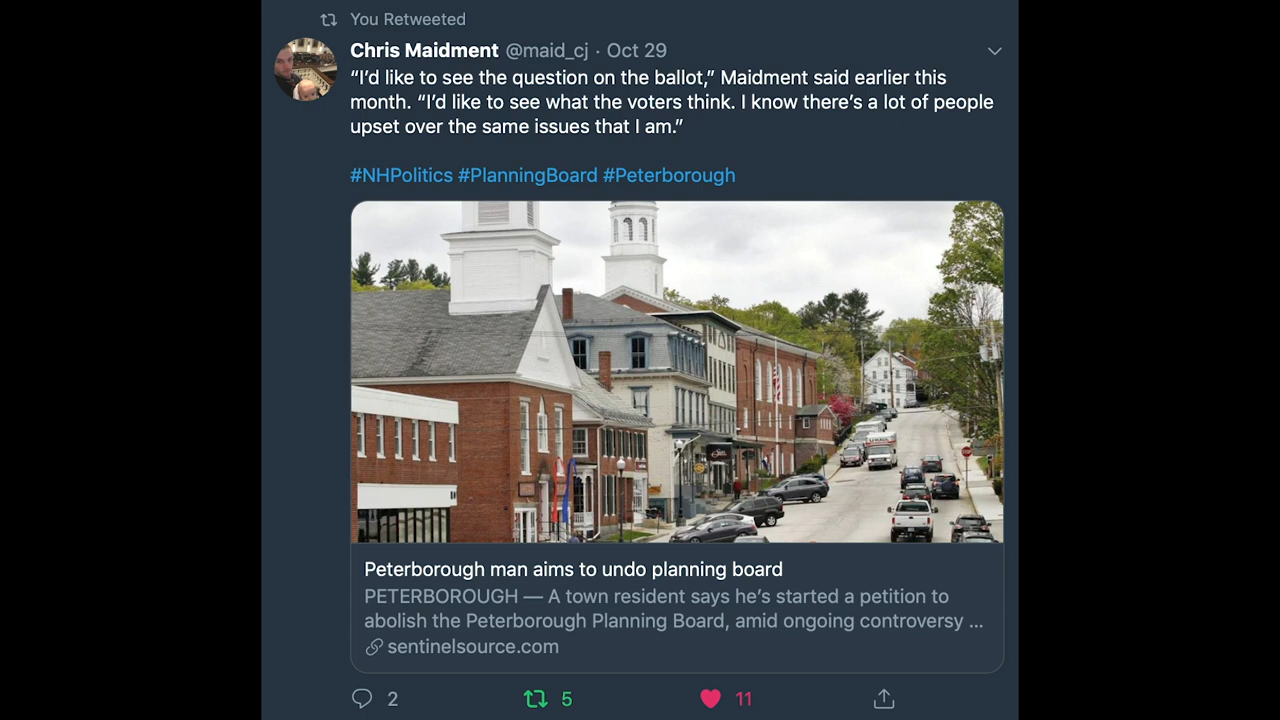 You Retweeted
Chris Maidment @maid_cj · Oct 29
“I’d like to see the question on the ballot,” Maidment said earlier this
month. “I’d like to see what the voters think. I know there’s a lot of people
upset over the same issues that I am.”
#NHPolitics #PlanningBoard #Peterborough
Peterborough man aims to undo planning board
PETERBOROUGH — A town resident says he’s started a petition to
abolish the Peterborough Planning Board, amid ongoing controversy ...
sentinelsource.com
2 5 11